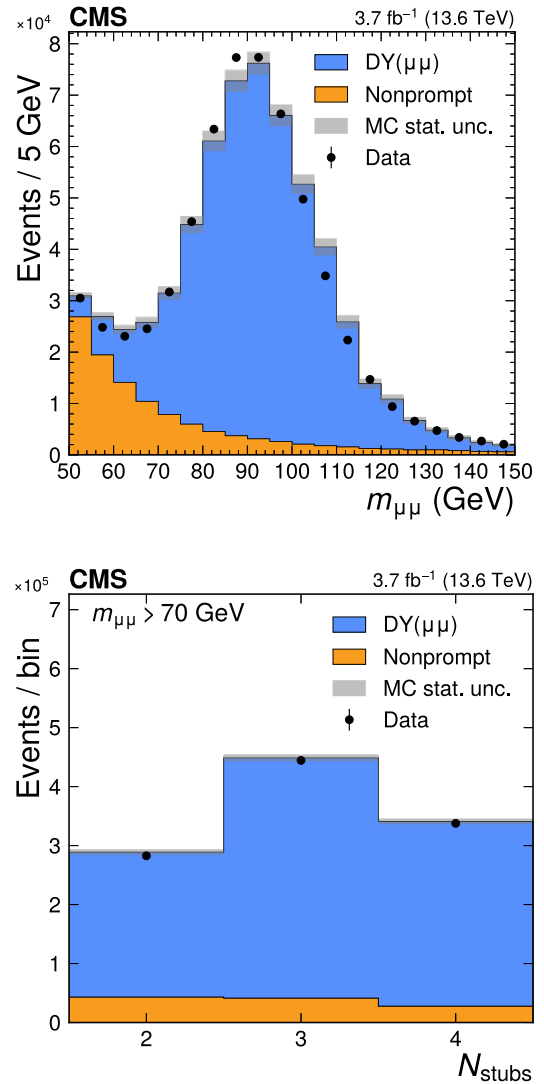 CMS 3.7 fb⁻¹ (13.6 TeV)
×10⁴
8
7
6
5
4
3
2
1
0
Events / 5 GeV
DY(μμ)
Nonprompt
MC stat. unc.
Data
50 60 70 80 90 100 110 120 130 140 150
m_μμ (GeV)
CMS 3.7 fb⁻¹ (13.6 TeV)
×10⁵
m_μμ > 70 GeV
7
6
5
4
3
2
1
0
Events / bin
DY(μμ)
Nonprompt
MC stat. unc.
Data
2 3 4
N_stubs